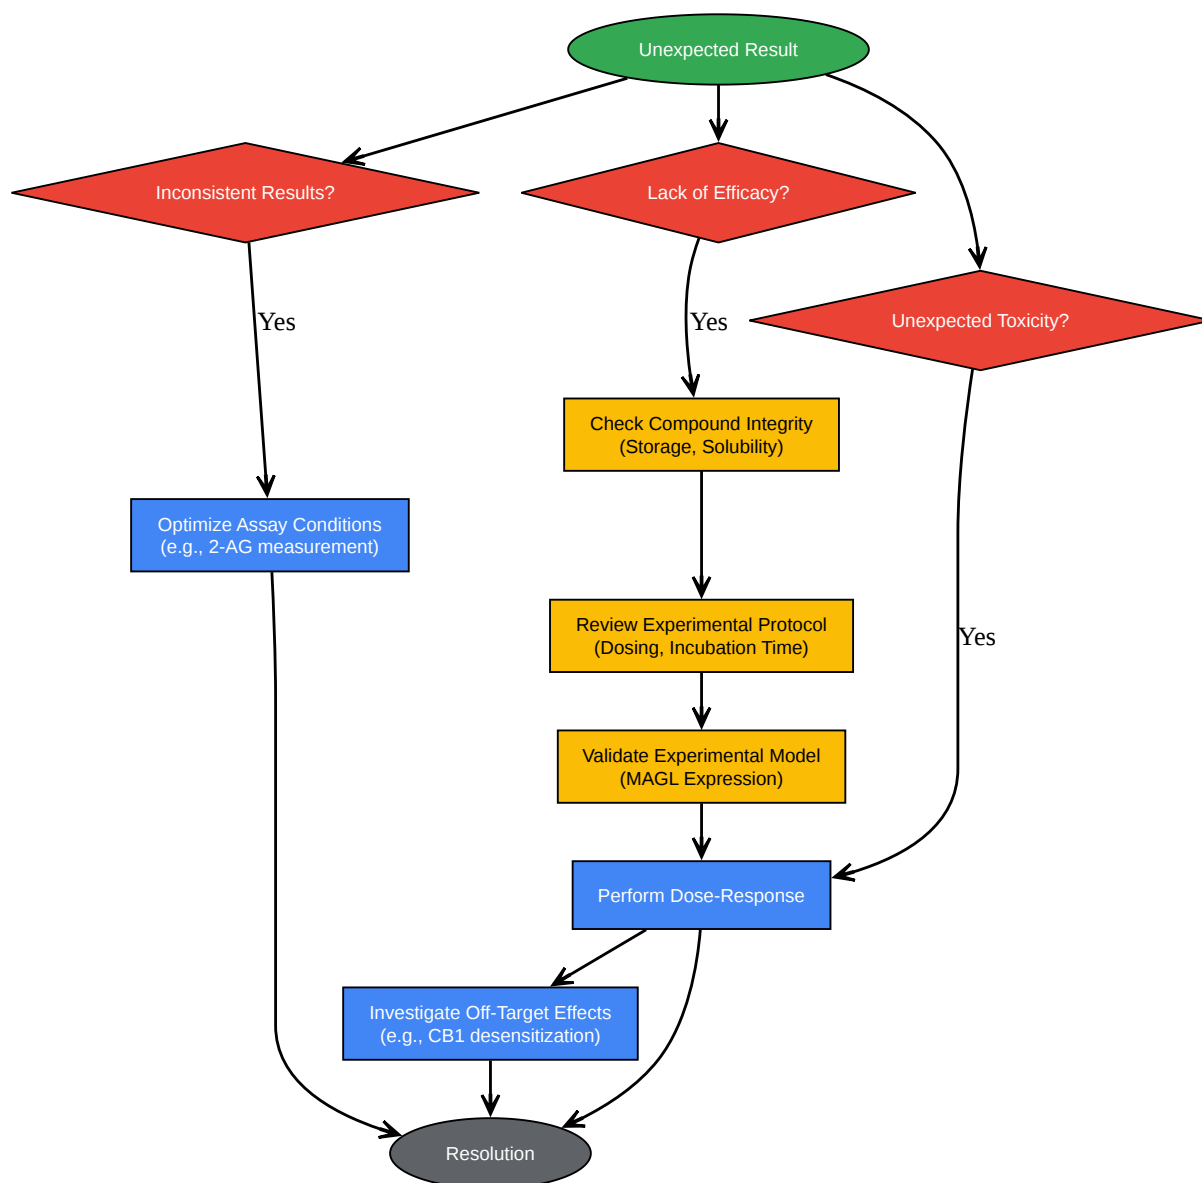 Unexpected Result
Inconsistent Results?
Lack of Efficacy?
Unexpected Toxicity?
Yes
Yes
Check Compound Integrity
(Storage, Solubility)
Optimize Assay Conditions
(e.g., 2-AG measurement)
Review Experimental Protocol
(Dosing, Incubation Time)
Yes
Validate Experimental Model
(MAGL Expression)
Perform Dose-Response
Investigate Off-Target Effects
(e.g., CB1 desensitization)
Resolution